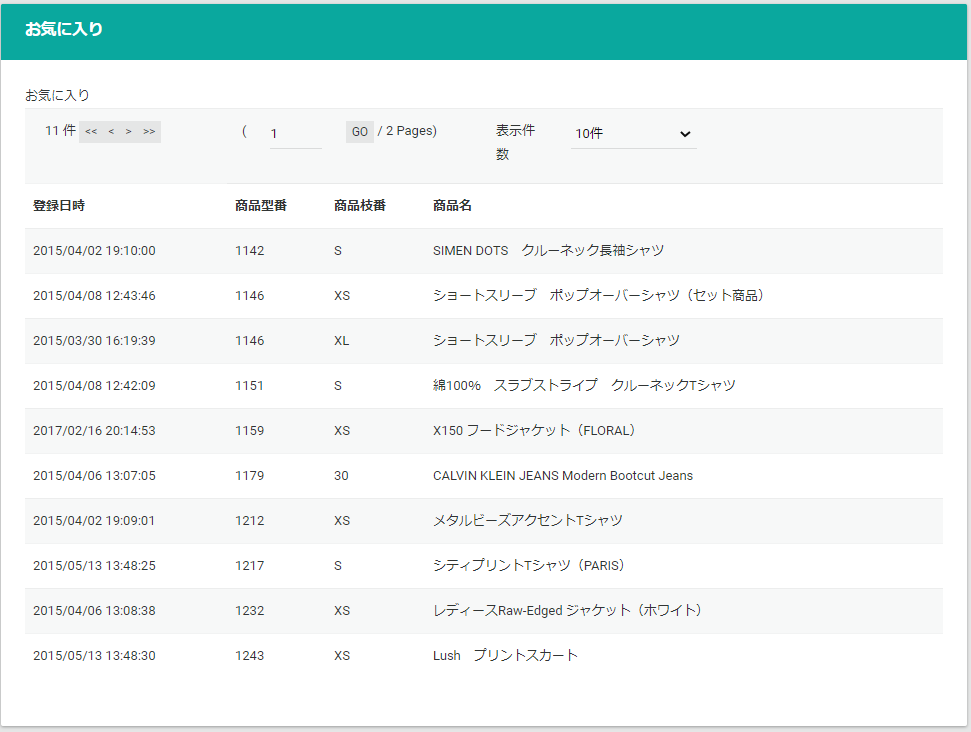 お気に入り
お気に入り
11 件 << < > >> ( 1 GO / 2 Pages) 表示件数 10件
登録日時 商品型番 商品枝番 商品名
2015/04/02 19:10:00 1142 S SIMEN DOTS　クルーネック長袖シャツ
2015/04/08 12:43:46 1146 XS ショートスリーブ　ポップオーバーシャツ（セット商品）
2015/03/30 16:19:39 1146 XL ショートスリーブ　ポップオーバーシャツ
2015/04/08 12:42:09 1151 S 綿100%　スラブストライプ　クルーネックTシャツ
2017/02/16 20:14:53 1159 XS X150 フードジャケット（FLORAL）
2015/04/06 13:07:05 1179 30 CALVIN KLEIN JEANS Modern Bootcut Jeans
2015/04/02 19:09:01 1212 XS メタルビーズアクセントTシャツ
2015/05/13 13:48:25 1217 S シティプリントTシャツ（PARIS）
2015/04/06 13:08:38 1232 XS レディースRaw-Edged ジャケット（ホワイト）
2015/05/13 13:48:30 1243 XS Lush　プリントスカート